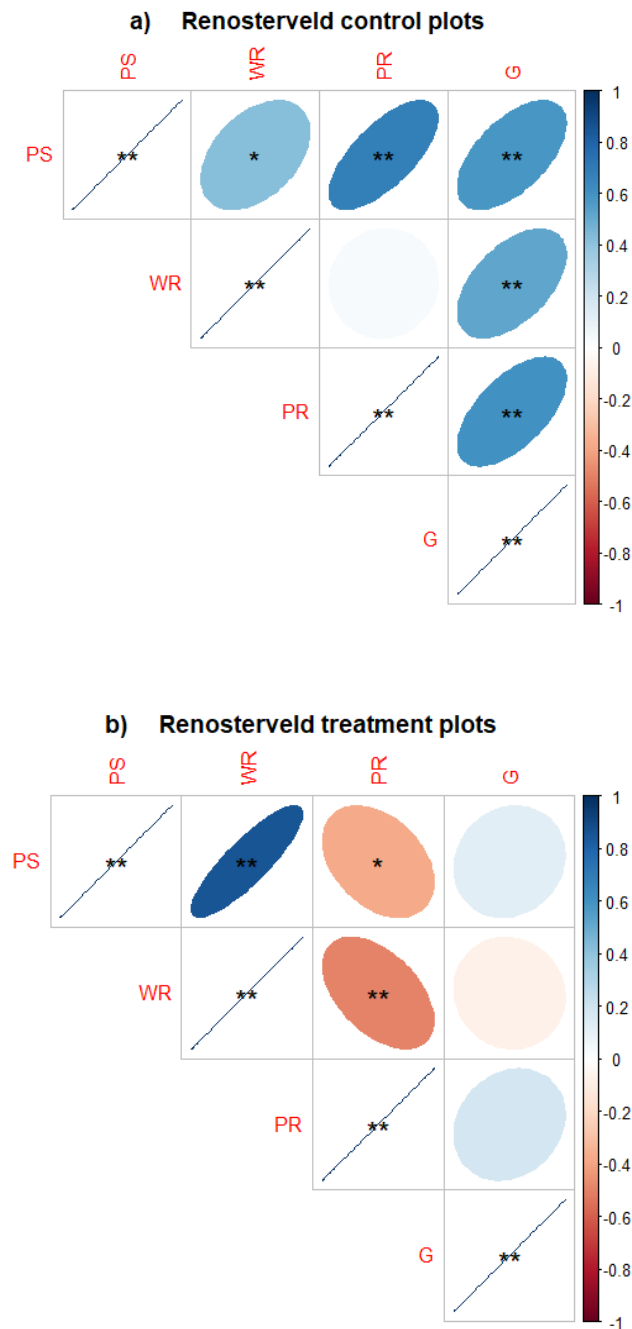 a) Renosterveld control plots
PS WR PR G
1
PS ** * ** **
0.8
0.6
WR ** **
0.4
0.2
0
PR ** **
-0.2
-0.4
G **
-0.6
-0.8
-1
b) Renosterveld treatment plots
PS WR PR G
1
PS ** ** *
0.8
0.6
WR ** **
0.4
0.2
0
PR **
-0.2
-0.4
G **
-0.6
-0.8
-1